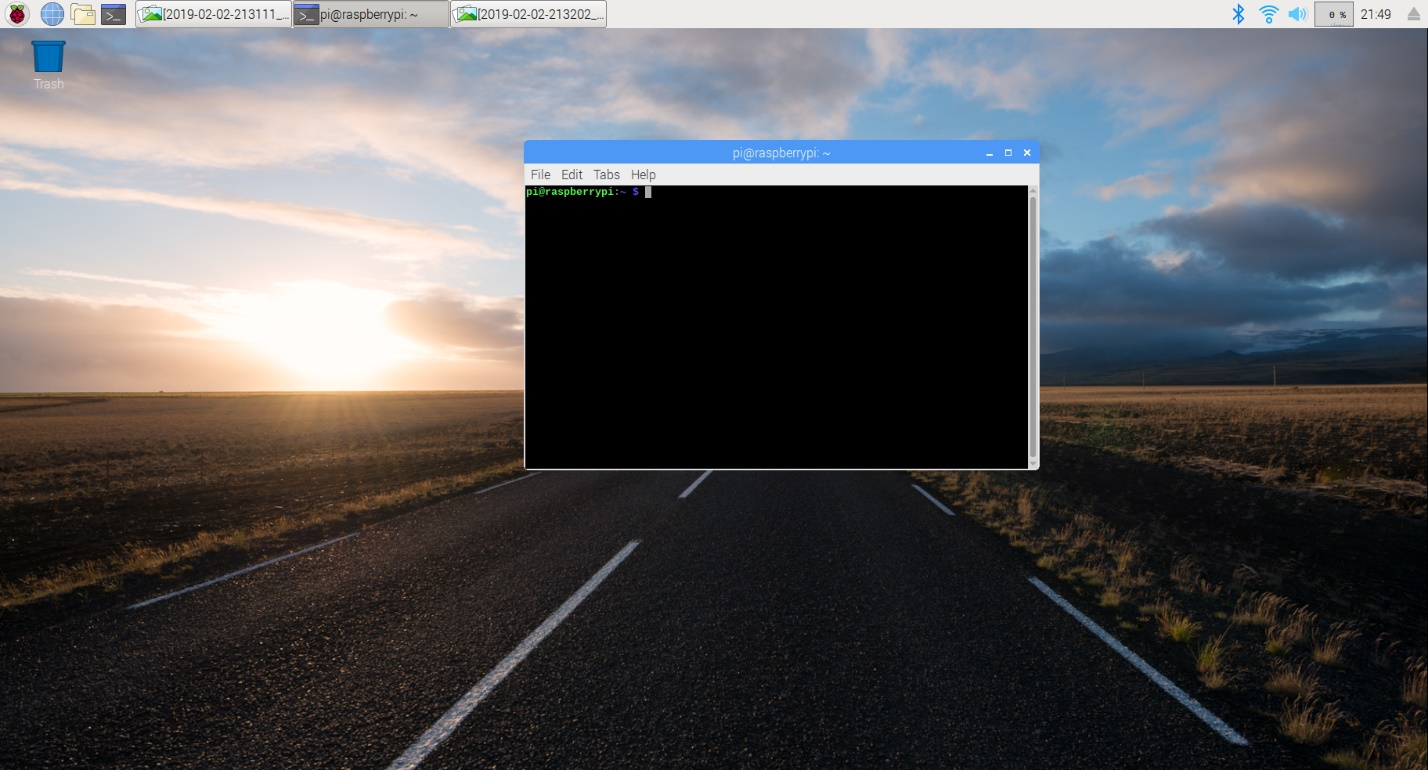 [2019-02-02-213111_... pi@raspberrypi: ~ [2019-02-02-213202_... 0 % 21:49
Trash
pi@raspberrypi: ~
File Edit Tabs Help
pi@raspberrypi:~ $